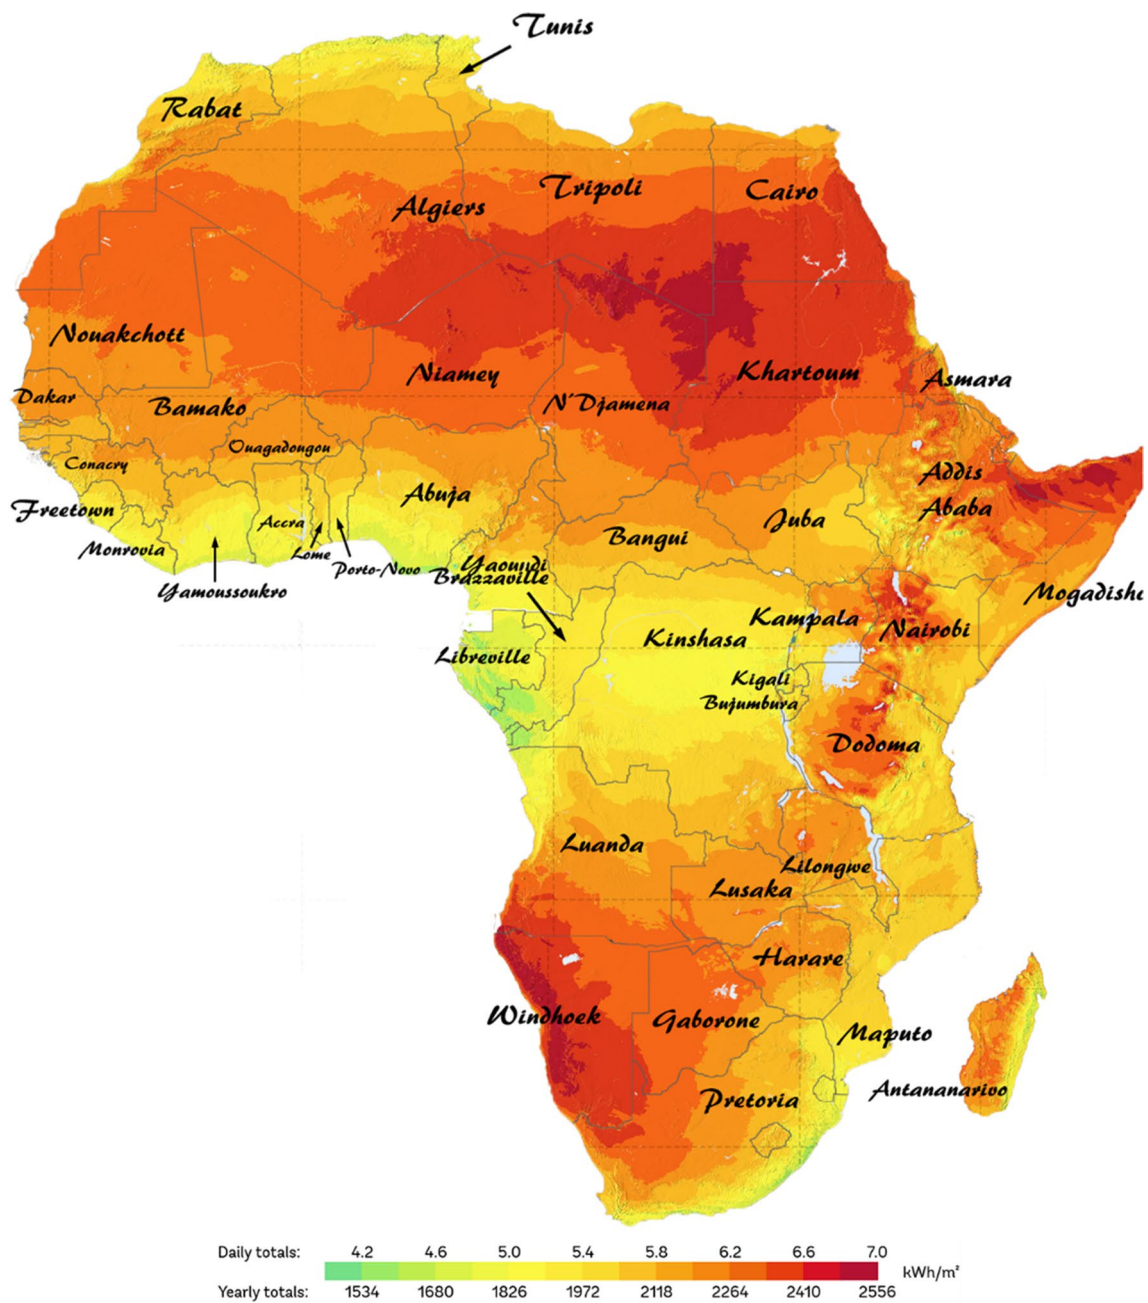 Tunis
Rabat
Tripoli
Cairo
Algiers
Nouakchott
Niamey
Khartoum
Asmara
Dakar
Bamako
N'Djamena
Ouagadougou
Conacry
Addis
Ababa
Abuja
Freetown
Accra
Juba
Bangui
Monrovia
Lome
Porto-Novo
Yaoundi
Brazzaville
Yamoussoukro
Mogadishu
Kampala
Nairobi
Kinshasa
Libreville
Kigali
Bujumbura
Dodoma
Luanda
Lilongwe
Lusaka
Harare
Windhoek
Gaborone
Maputo
Antananarivo
Pretoria
Daily totals: 4.2 4.6 5.0 5.4 5.8 6.2 6.6 7.0
kWh/m²
Yearly totals: 1534 1680 1826 1972 2118 2264 2410 2556